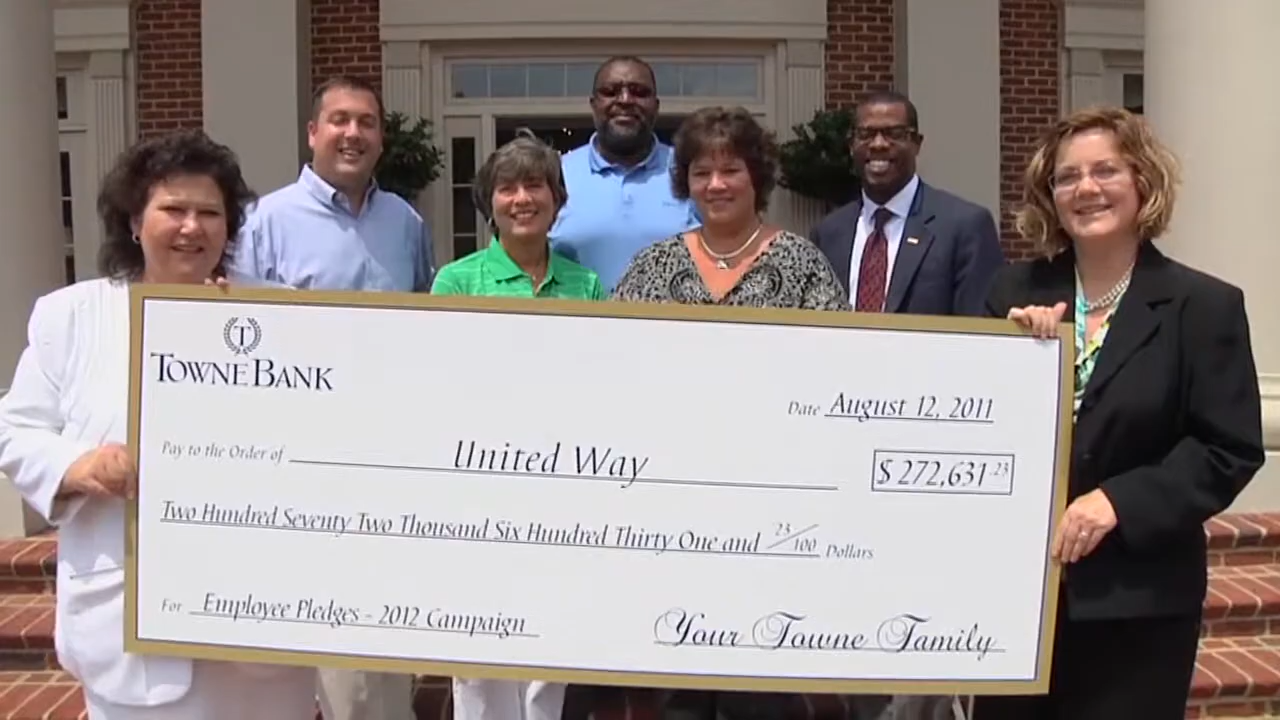 T
TOWNEBANK
Date August 12, 2011
Pay to the Order of United Way $272,631.23
Two Hundred Seventy Two Thousand Six Hundred Thirty One and 23/100 Dollars
For Employee Pledges - 2012 Campaign
Your Towne Family